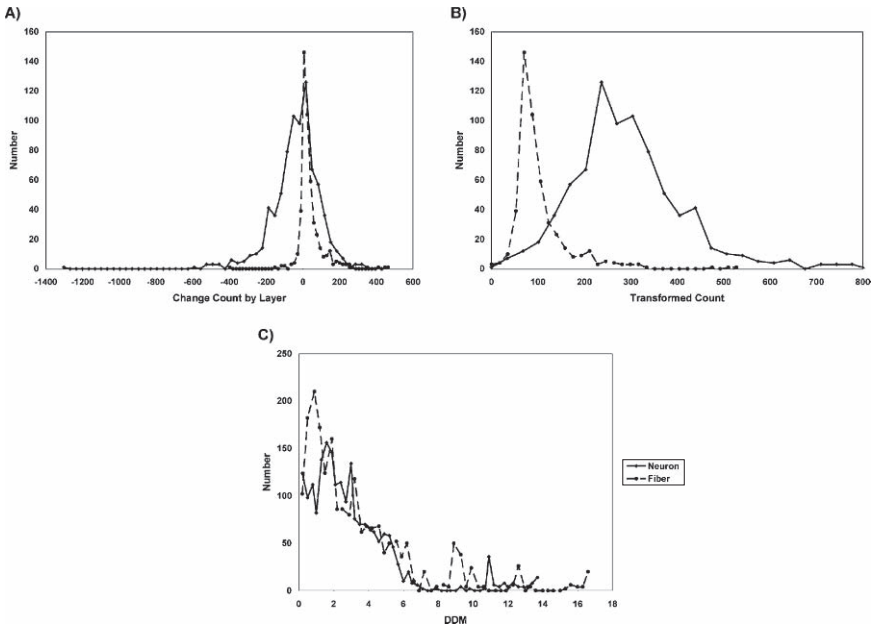 A)
160
140
120
100
80
60
40
20
0
Number
-1400 -1200 -1000 -800 -600 -400 -200 0 200 400 600
Change Count by Layer
B)
160
140
120
100
80
60
40
20
0
Number
0 100 200 300 400 500 600 700 800
Transformed Count
C)
250
200
150
100
50
0
Number
0 2 4 6 8 10 12 14 16 18
DDM
Neuron
Fiber